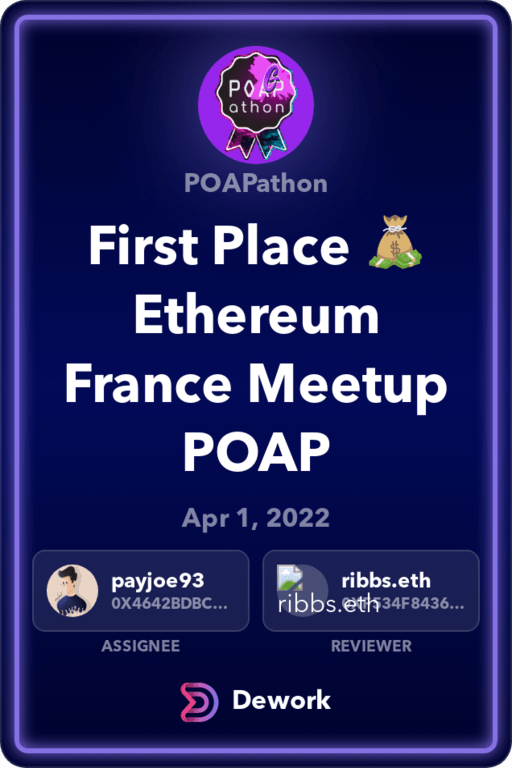 POAP
athon
POAPathon
First Place 💰
Ethereum
France Meetup
POAP
Apr 1, 2022
payjoe93
0X4642BDBC...
ribbs.eth
ribbs.eth
534F8436...
ASSIGNEE
REVIEWER
Dework